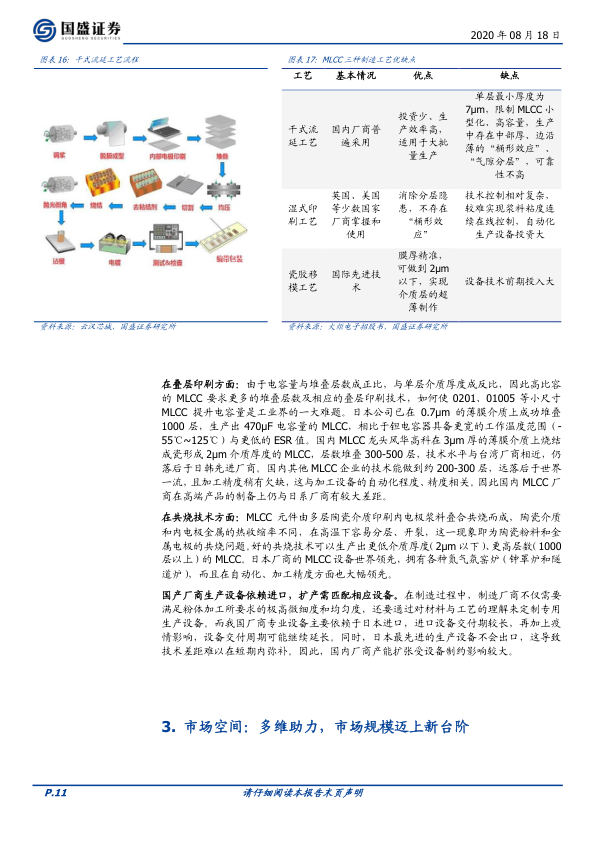 国盛证券
GUOSHENG SECURITIES
2020 年 08 月 18 日
图表 16：干式流延工艺流程
调浆
脱胶成型
内部电极印刷
堆叠
抛光倒角
烧结
去粘结剂
切割
均压
沾银
电镀
测试&检查
编带包装
资料来源：云汉芯城，国盛证券研究所
图表 17：MLCC 三种制造工艺优缺点
工艺 基本情况 优点 缺点
干式流延工艺 国内厂商普遍采用 投资少、生产效率高，适用于大批量生产 单层最小厚度为 7μm，限制 MLCC 小型化、高容量，生产中存在中部厚、边沿薄的“桶形效应”、“气隙分层”，可靠性不高
湿式印刷工艺 英国、美国等少数国家厂商掌握和使用 消除分层隐患，不存在“桶形效应” 技术控制相对复杂，较难实现浆料粘度连续在线控制，自动化生产设备投资大
瓷胶移模工艺 国际先进技术 膜厚精准，可做到 2μm 以下，实现介质层的超薄制作 设备技术前期投入大
资料来源：火炬电子招股书，国盛证券研究所
在叠层印刷方面：由于电容量与堆叠层数成正比，与单层介质厚度成反比，因此高比容
的 MLCC 要求更多的堆叠层数及相应的叠层印刷技术，如何使 0201、01005 等小尺寸
MLCC 提升电容量是工业界的一大难题。日本公司已在 0.7μm 的薄膜介质上成功堆叠
1000 层，生产出 470μF 电容量的 MLCC，相比于钽电容器具备更宽的工作温度范围（-
55℃~125℃）与更低的 ESR 值。国内 MLCC 龙头风华高科在 3μm 厚的薄膜介质上烧结
成瓷形成 2μm 介质厚度的 MLCC，层数堆叠 300-500 层，技术水平与台湾厂商相近，仍
落后于日韩先进厂商。国内其他 MLCC 企业的技术能做到约 200-300 层，远落后于世界
一流，且加工精度稍有欠缺，这与加工设备的自动化程度、精度相关。因此国内 MLCC 厂
商在高端产品的制备上仍与日系厂商有较大差距。
在共烧技术方面：MLCC 元件由多层陶瓷介质印刷内电极浆料叠合共烧而成，陶瓷介质
和内电极金属的热收缩率不同，在高温下容易分层，开裂，这一现象即为陶瓷粉料和金
属电极的共烧问题。好的共烧技术可以生产出更低介质厚度（2μm 以下）、更高层数（1000
层以上）的 MLCC。日本厂商的 MLCC 设备世界领先，拥有各种氮气氛窑炉（钟罩炉和隧
道炉），而且在自动化、加工精度方面也大幅领先。
国产厂商生产设备依赖进口，扩产需匹配相应设备。在制造过程中，制造厂商不仅需要
满足粉体加工所要求的极高微细度和均匀度，还要通过对材料与工艺的理解来定制专用
生产设备。而我国厂商专业设备主要依赖于日本进口，进口设备交付期较长，再加上疫
情影响，设备交付周期可能继续延长。同时，日本最先进的生产设备不会出口，这导致
技术差距难以在短期内弥补。因此，国内厂商产能扩张受设备制约影响较大。
3. 市场空间：多维助力，市场规模迈上新台阶
P.11
请仔细阅读本报告末页声明